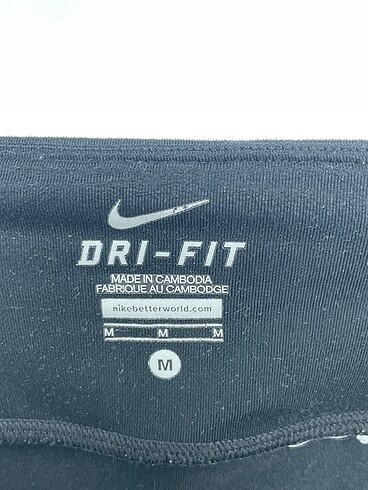 DRI-FIT
MADE IN CAMBODIA
FABRIQUE AU CAMBODGE
nikebetterworld.com
M M M
M